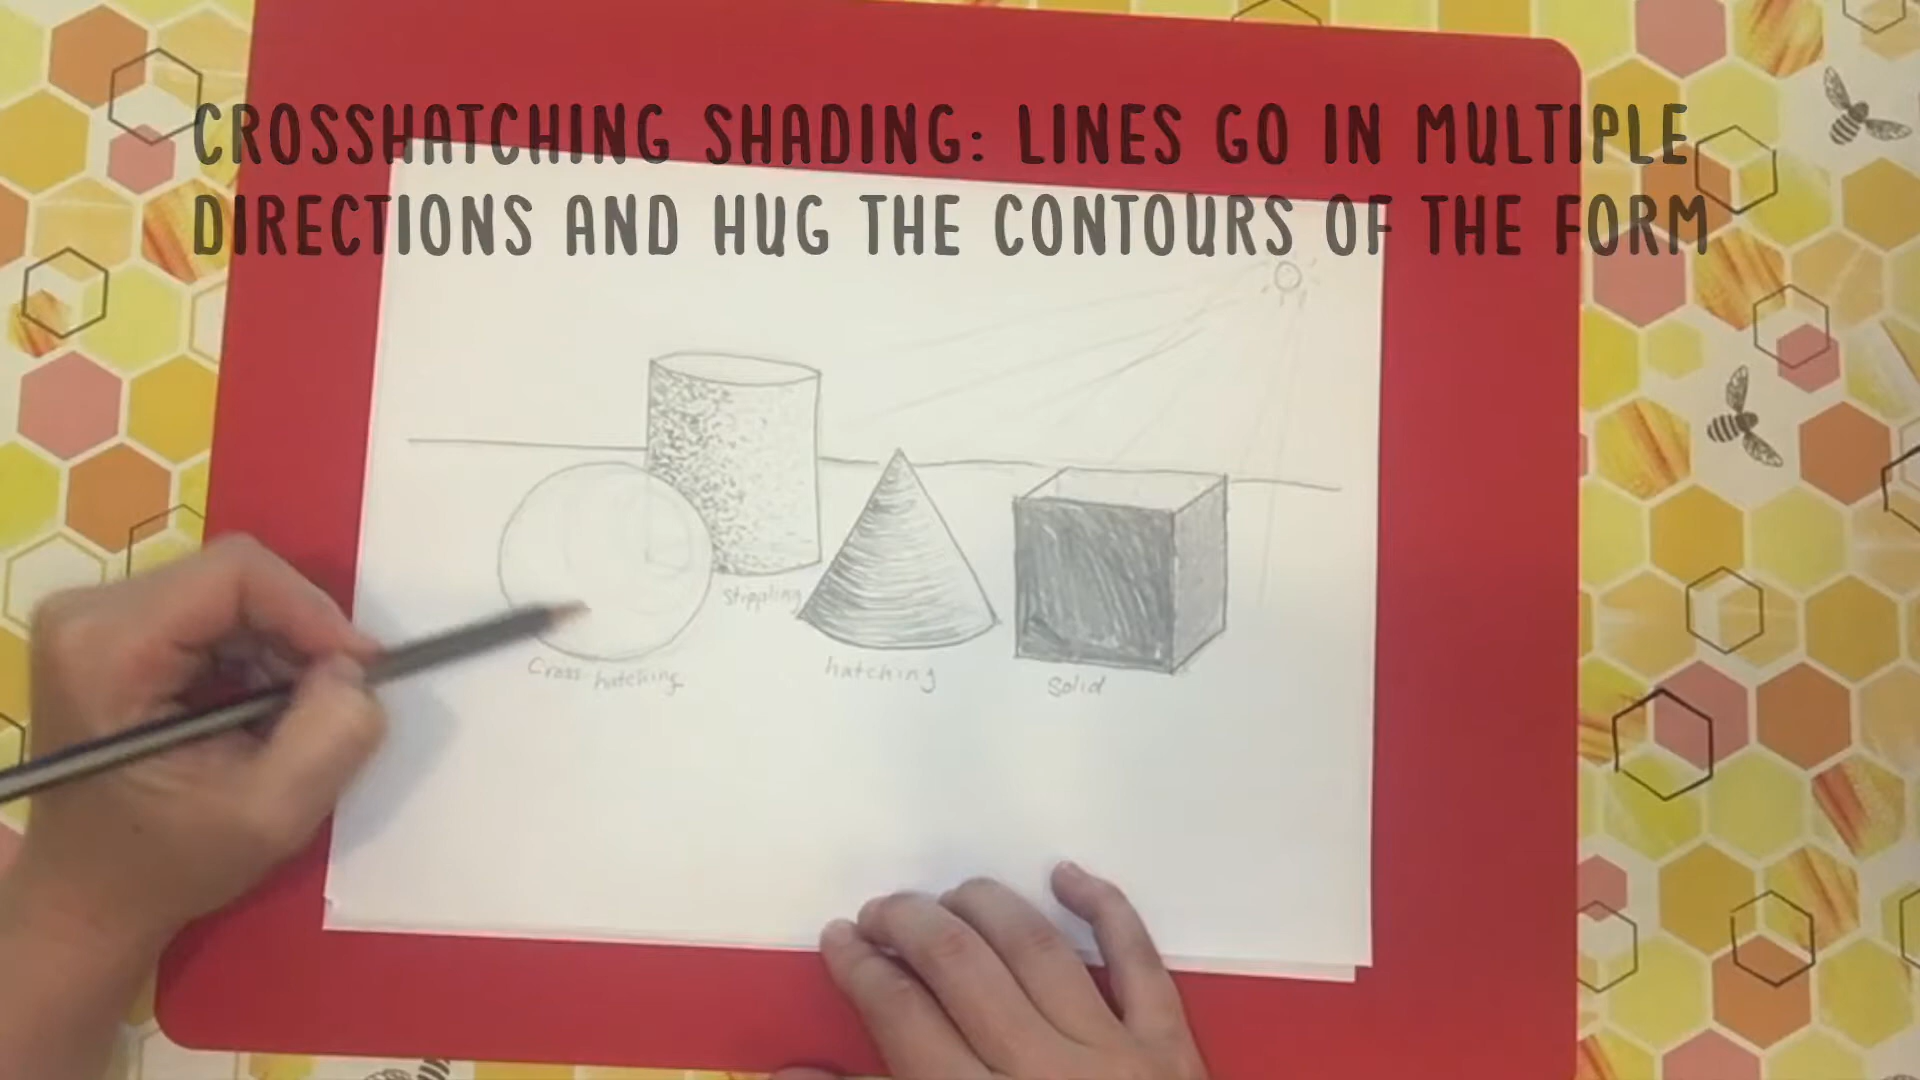 CROSSHATCHING SHADING: LINES GO IN MULTIPLE
DIRECTIONS AND HUG THE CONTOURS OF THE FORM
Stippling
Cross hatching
hatching
Solid